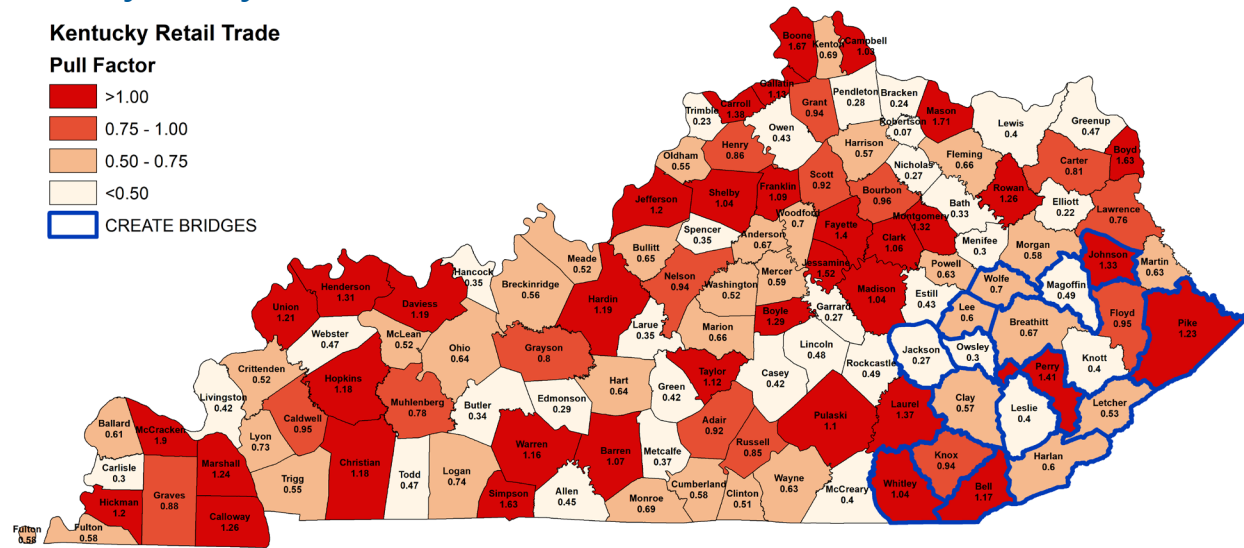 Kentucky Retail Trade
Pull Factor
>1.00
0.75 - 1.00
0.50 - 0.75
<0.50
CREATE BRIDGES
Boone
1.67
Kenton
0.69
Campbell
1.03
Gallatin
1.13
Carroll
1.38
Trimble
0.23
Grant
0.94
Pendleton
0.28
Bracken
0.24
Robertson
0.07
Mason
1.71
Lewis
0.4
Greenup
0.47
Boyd
1.63
Owen
0.43
Henry
0.86
Oldham
0.55
Harrison
0.57
Nicholas
0.27
Fleming
0.66
Carter
0.81
Rowan
1.26
Elliott
0.22
Lawrence
0.76
Jefferson
1.2
Shelby
1.04
Franklin
1.09
Scott
0.92
Bourbon
0.96
Bath
0.33
Montgomery
1.32
Woodford
0.7
Fayette
1.4
Clark
1.06
Menifee
0.3
Morgan
0.58
Johnson
1.33
Martin
0.63
Spencer
0.35
Bullitt
0.65
Anderson
0.67
Jessamine
1.52
Powell
0.63
Wolfe
0.7
Magoffin
0.49
Meade
0.52
Hancock
0.35
Breckinridge
0.56
Hardin
1.19
Nelson
0.94
Washington
0.52
Mercer
0.59
Garrard
0.27
Madison
1.04
Estill
0.43
Lee
0.6
Breathitt
0.67
Floyd
0.95
Pike
1.23
Henderson
1.31
Union
1.21
Daviess
1.19
Webster
0.47
McLean
0.52
Ohio
0.64
Grayson
0.8
Larue
0.35
Marion
0.66
Boyle
1.29
Lincoln
0.48
Rockcastle
0.49
Jackson
0.27
Owsley
0.3
Perry
1.41
Knott
0.4
Crittenden
0.52
Livingston
0.42
Hopkins
1.18
Muhlenberg
0.78
Butler
0.34
Edmonson
0.29
Hart
0.64
Green
0.42
Taylor
1.12
Casey
0.42
Pulaski
1.1
Laurel
1.37
Clay
0.57
Leslie
0.4
Letcher
0.53
Ballard
0.61
McCracken
1.9
Caldwell
0.95
Lyon
0.73
Warren
1.16
Barren
1.07
Metcalfe
0.37
Adair
0.92
Russell
0.85
Knox
0.94
Harlan
0.6
Carlisle
0.3
Marshall
1.24
Trigg
0.55
Christian
1.18
Todd
0.47
Logan
0.74
Simpson
1.63
Allen
0.45
Monroe
0.69
Cumberland
0.58
Clinton
0.51
Wayne
0.63
McCreary
0.4
Whitley
1.04
Bell
1.17
Hickman
1.2
Graves
0.88
Calloway
1.26
Fulton
0.58
Fulton
0.58